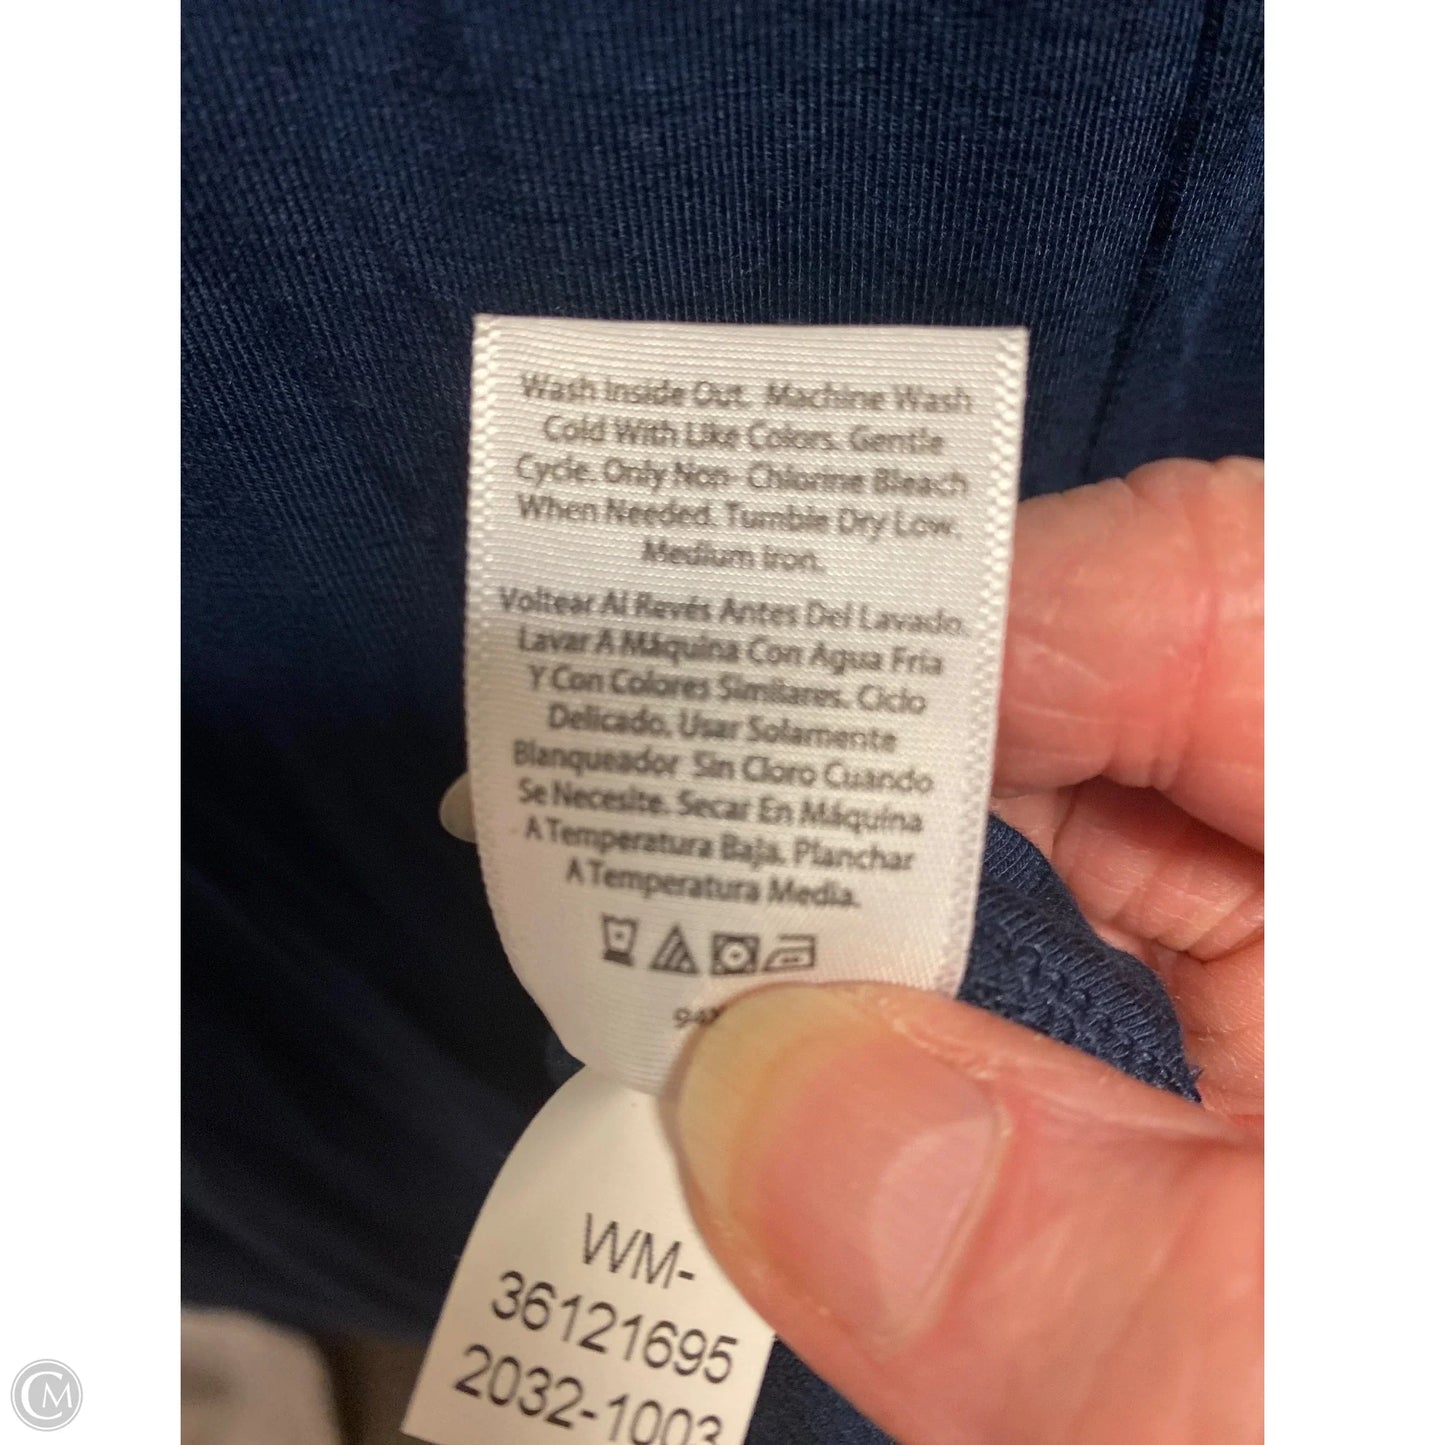 Wash Inside Out. Machine Wash
Cold With Like Colors. Gentle
Cycle. Only Non- Chlorine Bleach
When Needed. Tumble Dry Low.
Medium Iron.
Voltear Al Revés Antes Del Lavado.
Lavar A Máquina Con Agua Fría
Y Con Colores Similares. Ciclo
Delicado. Usar Solamente
Blanqueador Sin Cloro Cuando
Se Necesite. Secar En Máquina
A Temperatura Baja. Planchar
A Temperatura Media.
WM-
36121695
2032-1003
CM